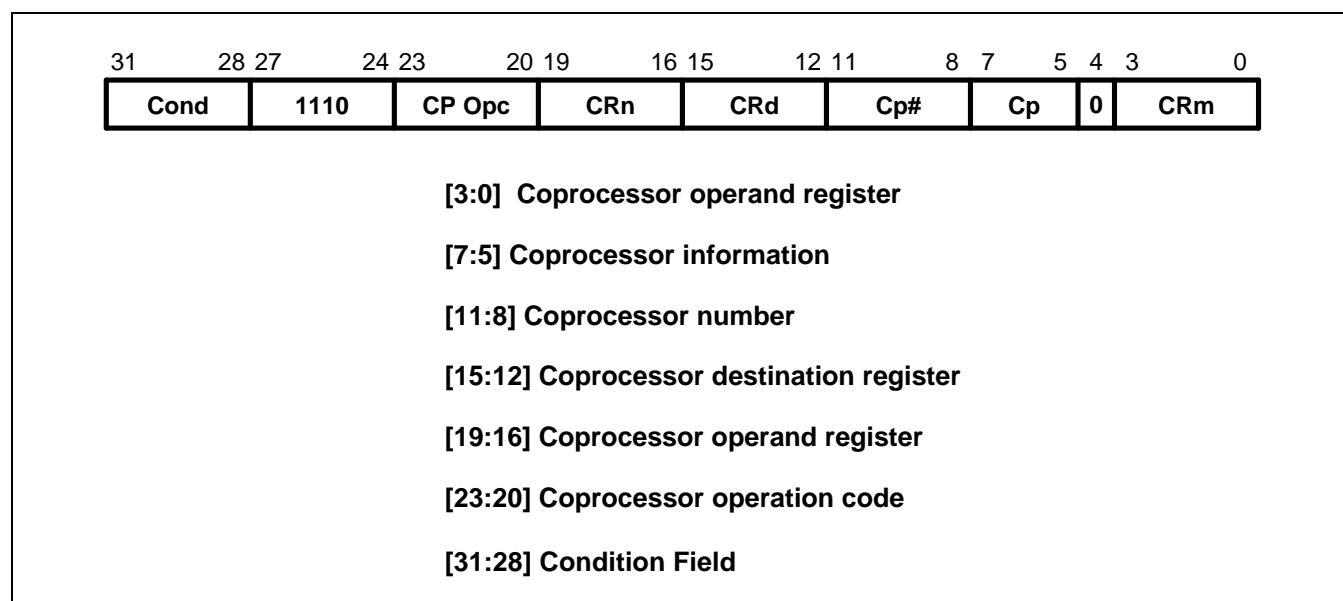 31 28 27 24 23 20 19 16 15 12 11 8 7 5 4 3 0
Cond 1110 CP Opc CRn CRd Cp# Cp 0 CRm
[3:0] Coprocessor operand register
[7:5] Coprocessor information
[11:8] Coprocessor number
[15:12] Coprocessor destination register
[19:16] Coprocessor operand register
[23:20] Coprocessor operation code
[31:28] Condition Field